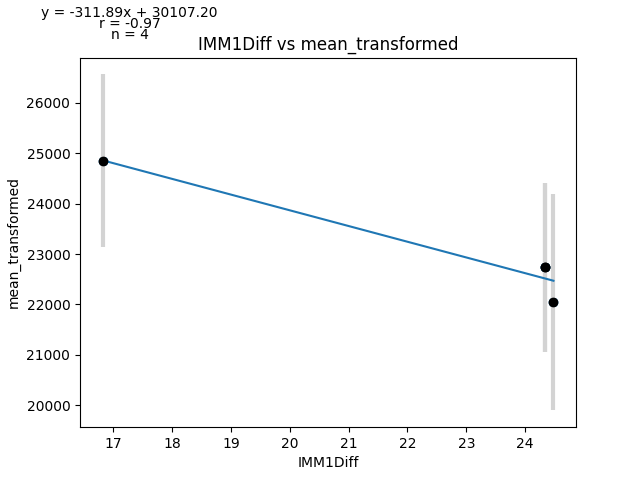 y = -311.89x + 30107.20
r = -0.97
n = 4
IMM1Diff vs mean_transformed
26000
25000
24000
23000
22000
21000
20000
mean_transformed
17 18 19 20 21 22 23 24
IMM1Diff